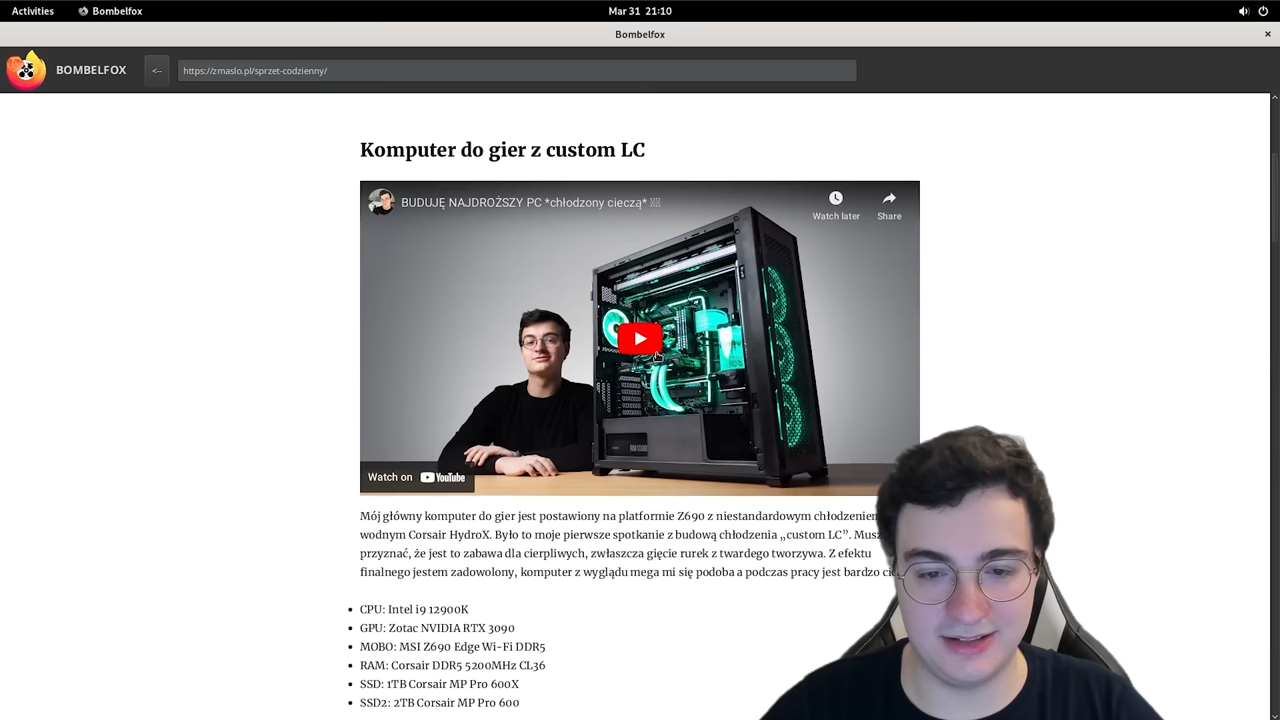 Activities
Bombelfox
Mar 31 21:10
Bombelfox
BOMBELFOX
<--
https://zmaslo.pl/sprzet-codzienny/
Komputer do gier z custom LC
BUDUJĘ NAJDROŻSZY PC *chłodzony cieczą*
Watch later
Share
RM1000
Watch on YouTube
Mój główny komputer do gier jest postawiony na platformie Z690 z niestandardowym chłodzeniem
wodnym Corsair HydroX. Było to moje pierwsze spotkanie z budową chłodzenia „custom LC”.
przyznać, że jest to zabawa dla cierpliwych, zwłaszcza gięcie rurek z twardego tworzywa. Z efektu
finalnego jestem zadowolony, komputer z wyglądu mega mi się podoba a podczas pracy jest bardzo
CPU: Intel i9 12900K
GPU: Zotac NVIDIA RTX 3090
MOBO: MSI Z690 Edge Wi-Fi DDR5
RAM: Corsair DDR5 5200MHz CL36
SSD: 1TB Corsair MP Pro 600X
SSD2: 2TB Corsair MP Pro 600